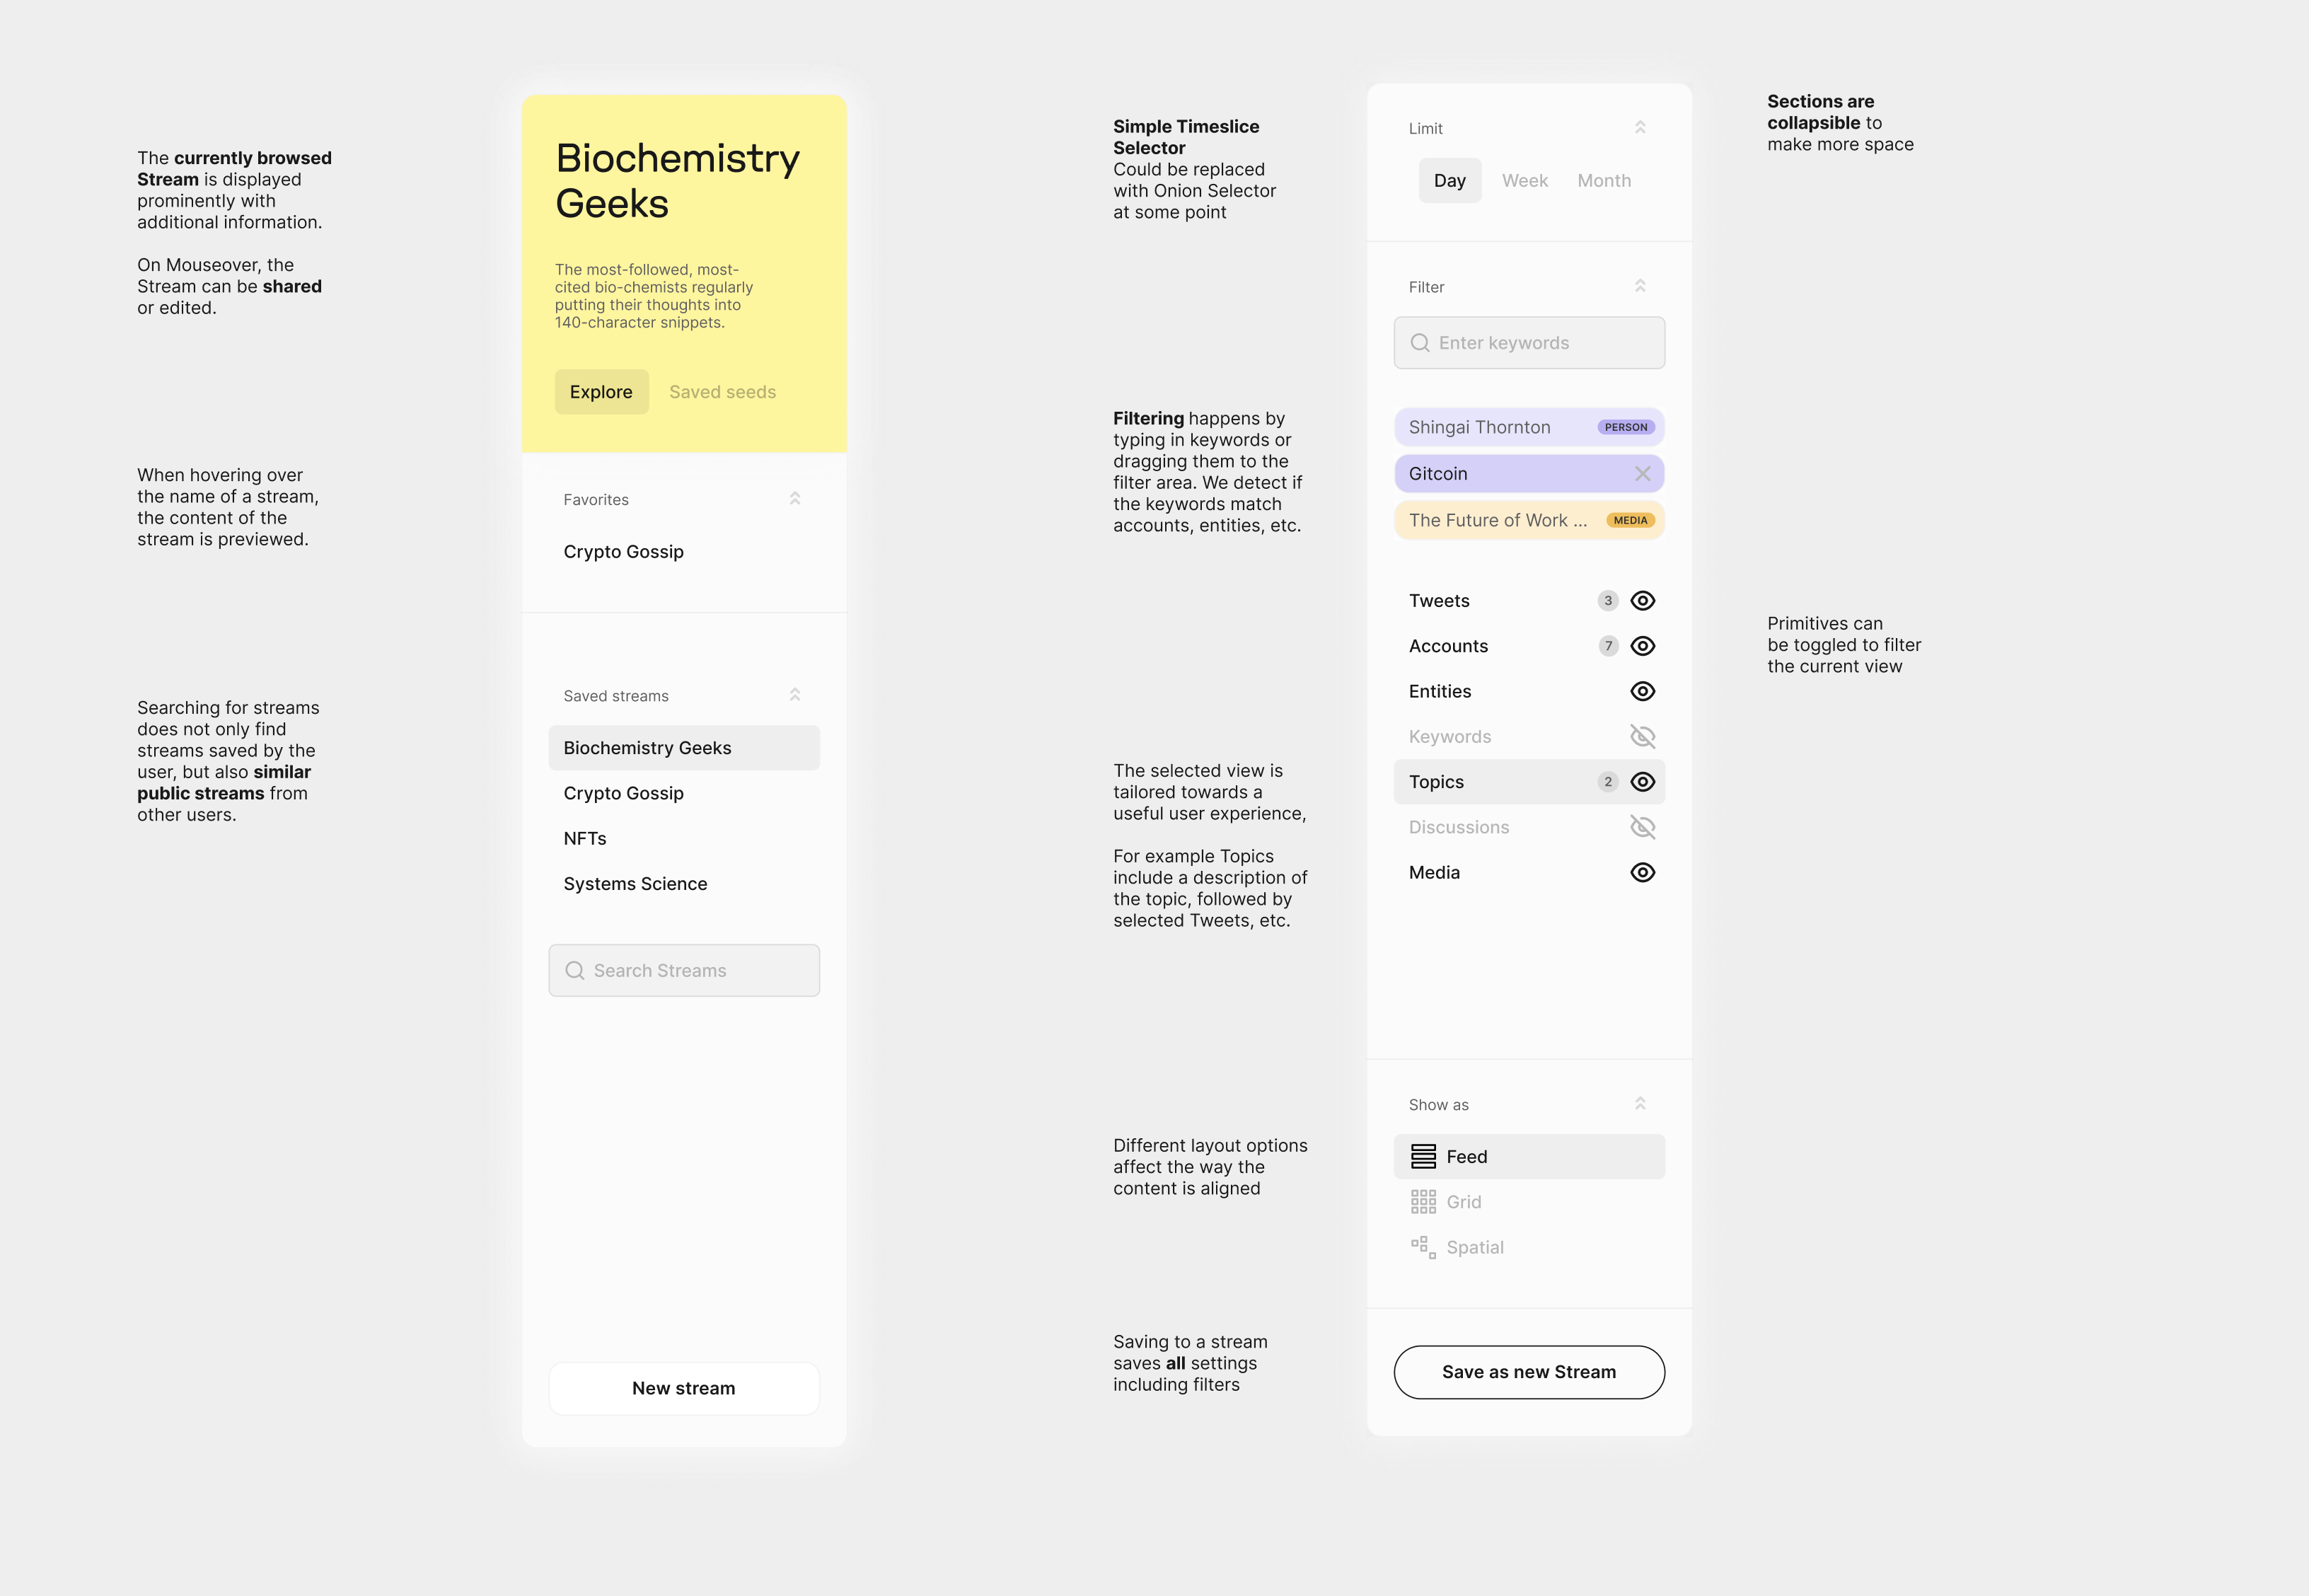 The currently browsed
Stream is displayed
prominently with
additional information.
On Mouseover, the
Stream can be shared
or edited.
When hovering over
the name of a stream,
the content of the
stream is previewed.
Searching for streams
does not only find
streams saved by the
user, but also similar
public streams from
other users.
Biochemistry
Geeks
The most-followed, most-
cited bio-chemists regularly
putting their thoughts into
140-character snippets.
Explore
Saved seeds
Favorites
Crypto Gossip
Saved streams
Biochemistry Geeks
Crypto Gossip
NFTs
Systems Science
Search Streams
New stream
Simple Timeslice
Selector
Could be replaced
with Onion Selector
at some point
Filtering happens by
typing in keywords or
dragging them to the
filter area. We detect if
the keywords match
accounts, entities, etc.
The selected view is
tailored towards a
useful user experience,
For example Topics
include a description of
the topic, followed by
selected Tweets, etc.
Different layout options
affect the way the
content is aligned
Saving to a stream
saves all settings
including filters
Limit
Day
Week
Month
Filter
Enter keywords
Shingai Thornton PERSON
Gitcoin
The Future of Work ... MEDIA
Tweets 3
Accounts 7
Entities
Keywords
Topics 2
Discussions
Media
Show as
Feed
Grid
Spatial
Save as new Stream
Sections are
collapsible to
make more space
Primitives can
be toggled to filter
the current view